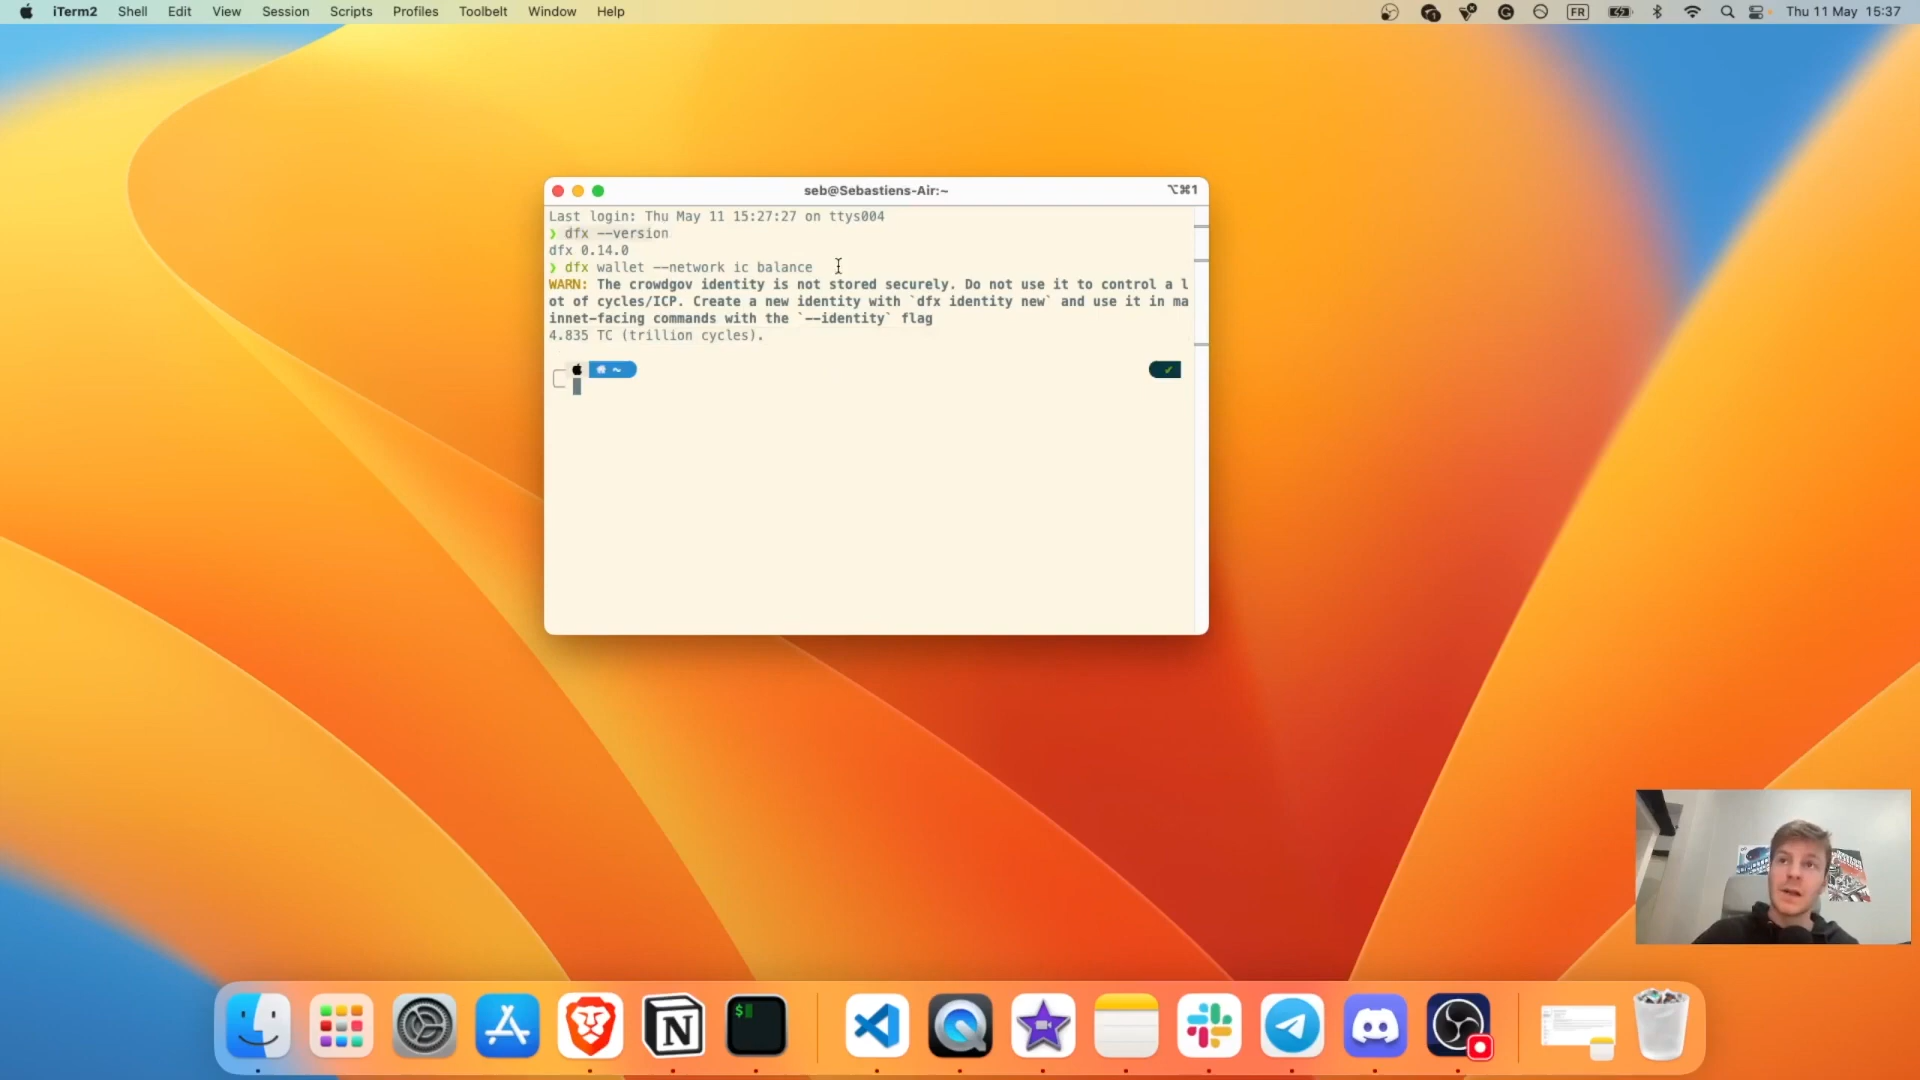 iTerm2 Shell Edit View Session Scripts Profiles Toolbelt Window Help FR Thu 11 May 15:37
seb@Sebastiens-Air:~ ⌥⌘1
Last login: Thu May 11 15:27:27 on ttys004
❯ dfx --version
dfx 0.14.0
❯ dfx wallet --network ic balance
WARN: The crowdgov identity is not stored securely. Do not use it to control a l
ot of cycles/ICP. Create a new identity with `dfx identity new` and use it in ma
innet-facing commands with the `--identity` flag
4.835 TC (trillion cycles).
~ ✓
$